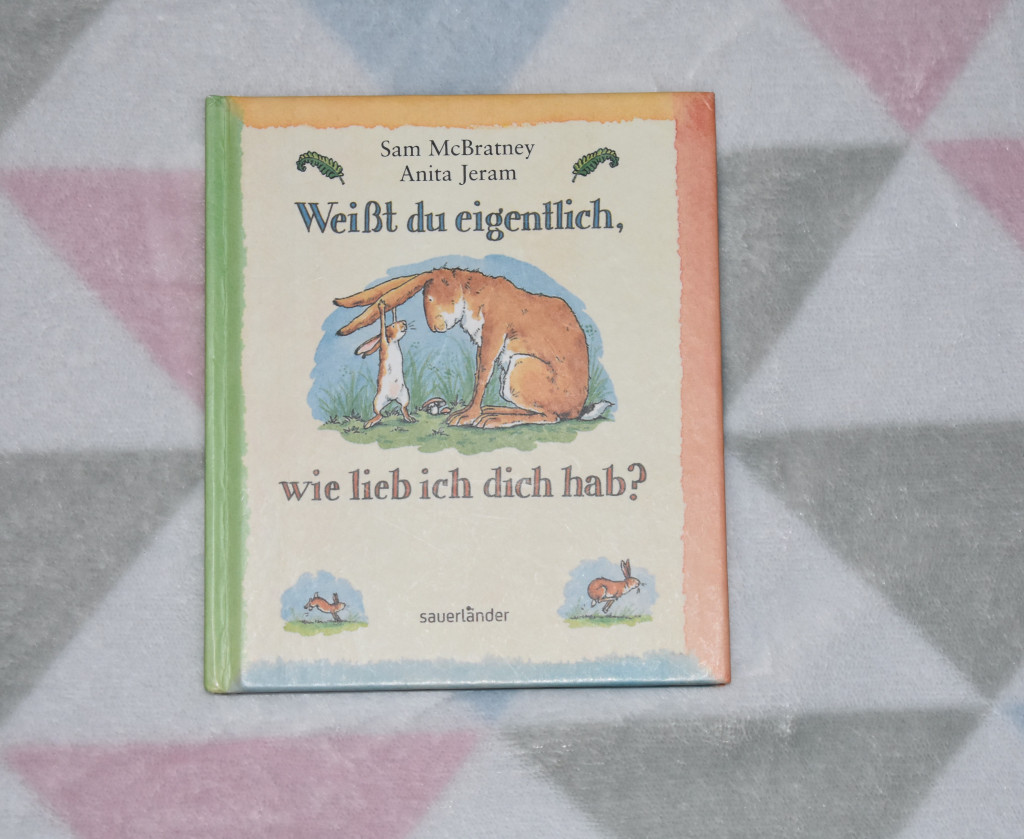 Sam McBratney
Anita Jeram
Weißt du eigentlich,
wie lieb ich dich hab?
sauerländer